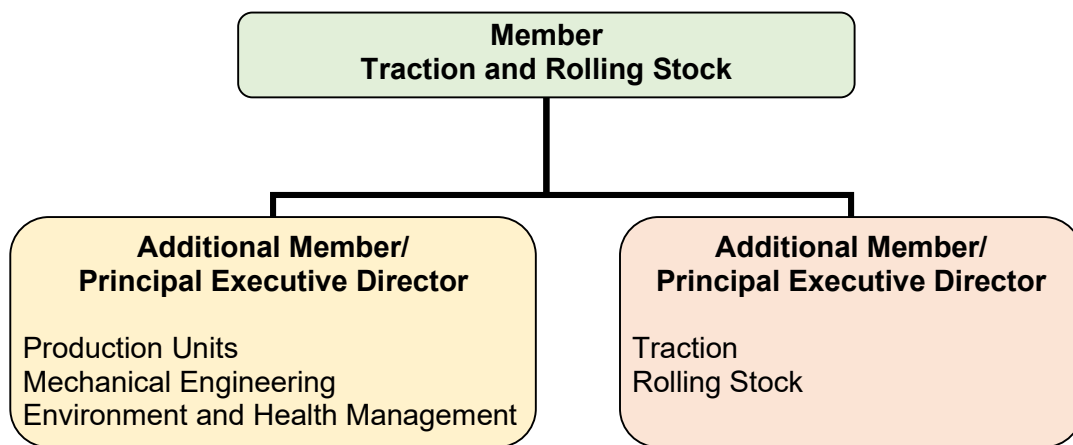 Member
Traction and Rolling Stock
Additional Member/
Principal Executive Director
Production Units
Mechanical Engineering
Environment and Health Management
Additional Member/
Principal Executive Director
Traction
Rolling Stock